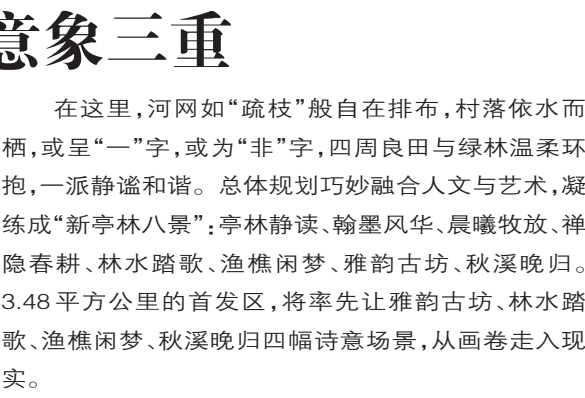 意象三重
在这里，河网如“疏枝”般自在排布，村落依水而
栖，或呈“一”字，或为“非”字，四周良田与绿林温柔环
抱，一派静谧和谐。总体规划巧妙融合人文与艺术，凝
练成“新亭林八景”：亭林静读、翰墨风华、晨曦牧放、禅
隐春耕、林水踏歌、渔樵闲梦、雅韵古坊、秋溪晚归。
3.48平方公里的首发区，将率先让雅韵古坊、林水踏
歌、渔樵闲梦、秋溪晚归四幅诗意场景，从画卷走入现
实。